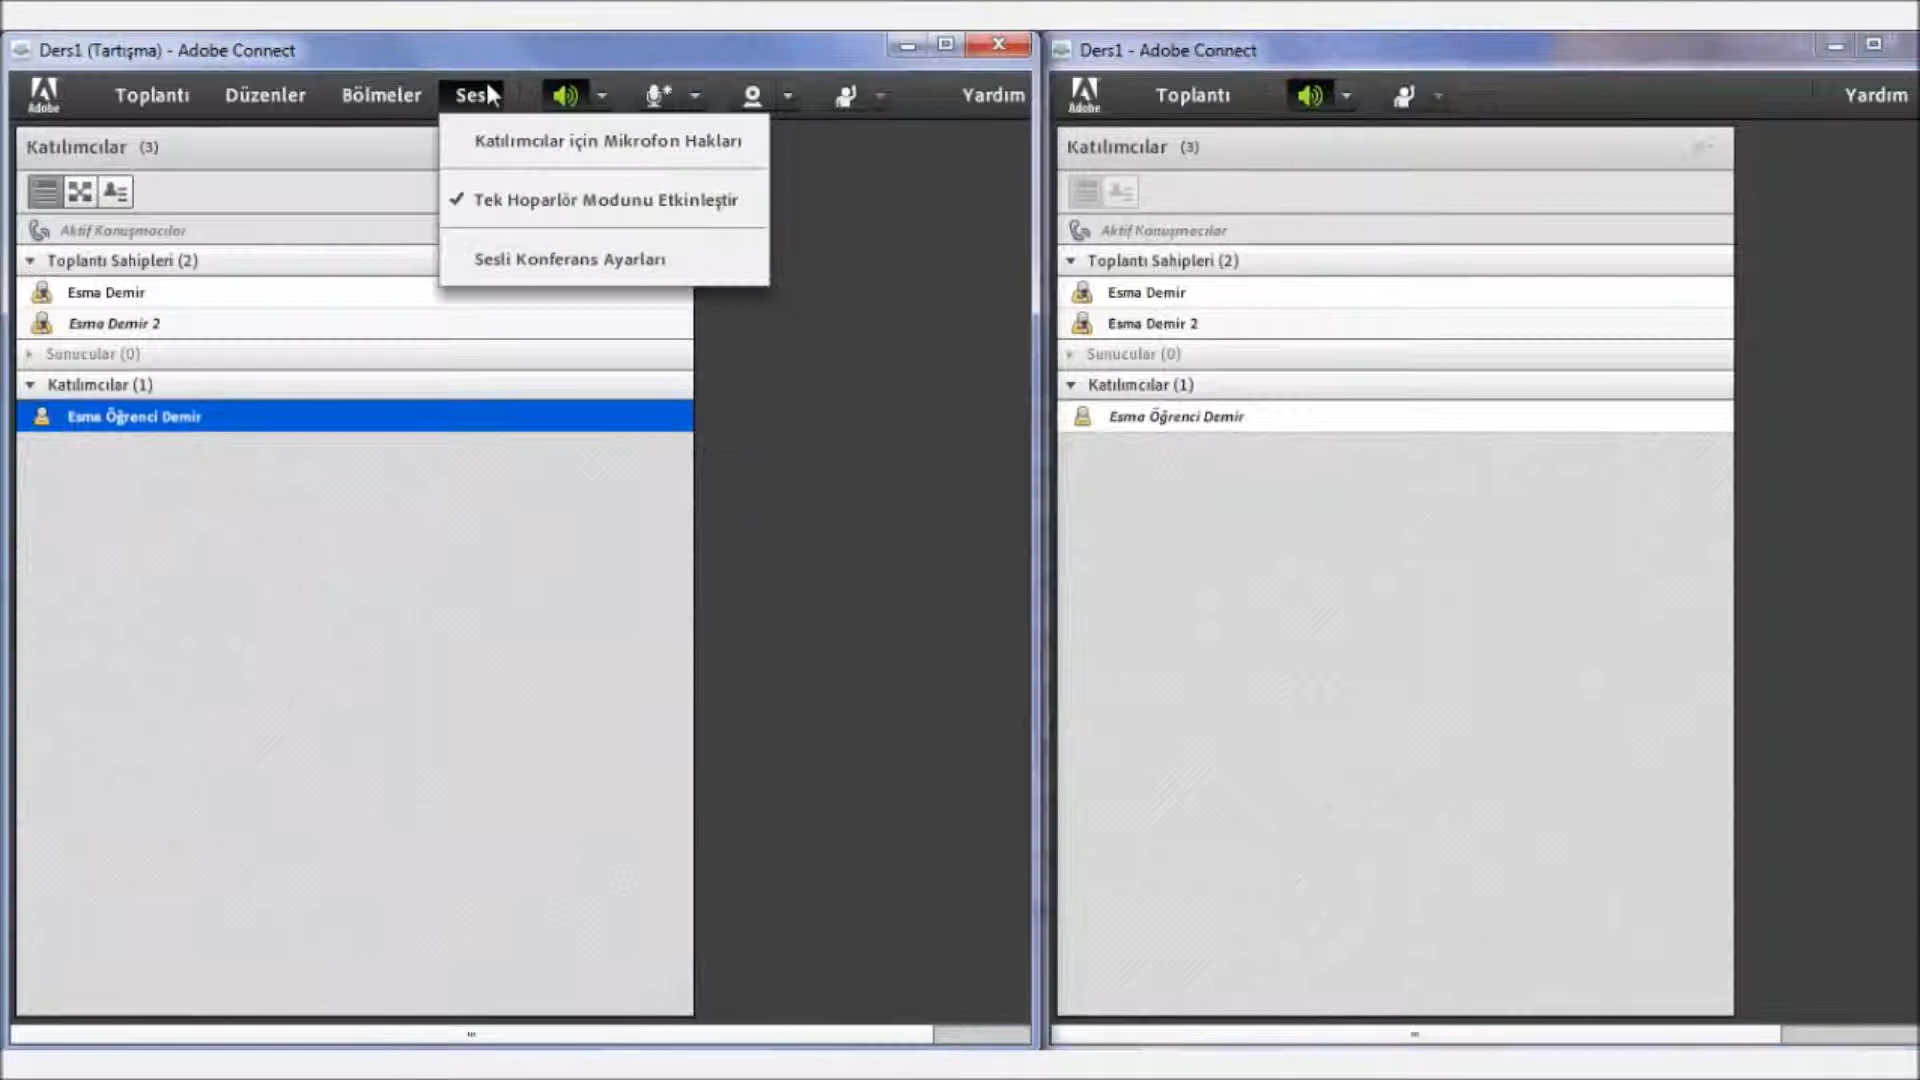 Ders1 (Tartışma) - Adobe Connect
Adobe
Toplantı Düzenler Bölmeler Ses Yardım
Katılımcılar için Mikrofon Hakları
Tek Hoparlör Modunu Etkinleştir
Sesli Konferans Ayarları
Katılımcılar (3)
Aktif Konuşmacılar
Toplantı Sahipleri (2)
Esma Demir
Esma Demir 2
Sunucular (0)
Katılımcılar (1)
Esma Öğrenci Demir
Ders1 - Adobe Connect
Adobe
Toplantı Yardım
Katılımcılar (3)
Aktif Konuşmacılar
Toplantı Sahipleri (2)
Esma Demir
Esma Demir 2
Sunucular (0)
Katılımcılar (1)
Esma Öğrenci Demir